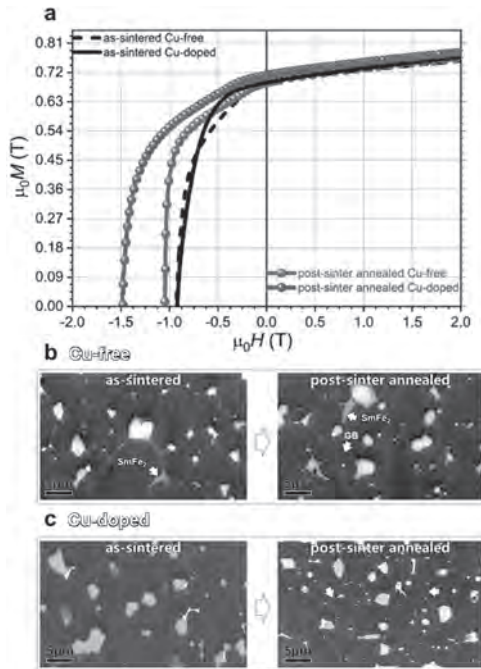 a
as-sintered Cu-free
as-sintered Cu-doped
0.81
0.72
0.63
0.54
0.45
0.36
0.27
0.18
0.09
0.00
μ₀M (T)
post-sinter annealed Cu-free
post-sinter annealed Cu-doped
-2.0 -1.5 -1.0 -0.5 0.0 0.5 1.0 1.5 2.0
μ₀H (T)
b Cu-free
as-sintered
post-sinter annealed
SmFe₂
GB
SmFe₂
5μm
c Cu-doped
as-sintered
post-sinter annealed
5μm
5μm